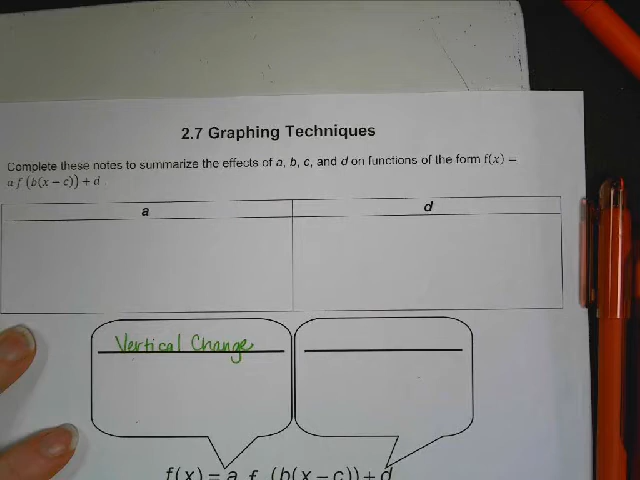 2.7 Graphing Techniques
Complete these notes to summarize the effects of a, b, c, and d on functions of the form f(x) =
a f (b(x − c)) + d
a
d
Vertical Change
f(x) = a f (b(x − c)) + d